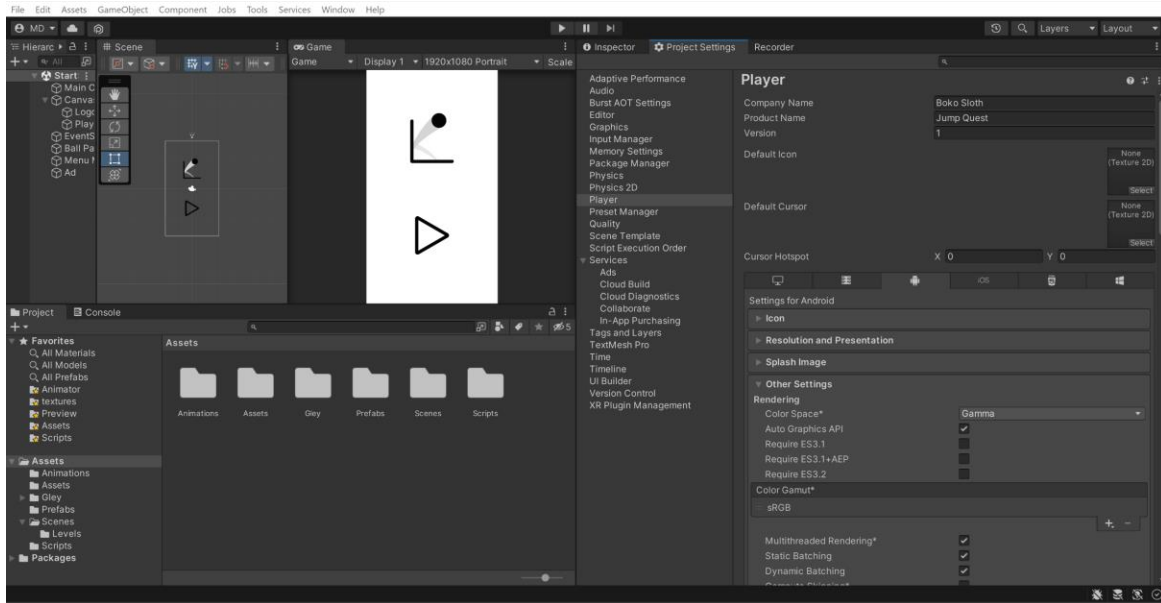 File Edit Assets GameObject Component Jobs Tools Services Window Help
MD
Layers
Layout
Hierarc
All
Start
Main C
Canva
Logo
Play
EventS
Ball Pa
Menu M
Ad
Scene
Game
Game Display 1 1920x1080 Portrait Scale
Project Console
5
Favorites
All Materials
All Models
All Prefabs
Animator
textures
Preview
Assets
Scripts
Assets
Animations
Assets
Gley
Prefabs
Scenes
Levels
Scripts
Packages
Assets
Animations Assets Gley Prefabs Scenes Scripts
Inspector Project Settings Recorder
Adaptive Performance
Audio
Burst AOT Settings
Editor
Graphics
Input Manager
Memory Settings
Package Manager
Physics
Physics 2D
Player
Preset Manager
Quality
Scene Template
Script Execution Order
Services
Ads
Cloud Build
Cloud Diagnostics
Collaborate
In-App Purchasing
Tags and Layers
TextMesh Pro
Time
Timeline
UI Builder
Version Control
XR Plugin Management
Player
Company Name Boko Sloth
Product Name Jump Quest
Version 1
Default Icon
None
(Texture 2D)
Select
Default Cursor
None
(Texture 2D)
Select
Cursor Hotspot X 0 Y 0
iOS
Settings for Android
Icon
Resolution and Presentation
Splash Image
Other Settings
Rendering
Color Space* Gamma
Auto Graphics API
Require ES3.1
Require ES3.1+AEP
Require ES3.2
Color Gamut*
sRGB
Multithreaded Rendering*
Static Batching
Dynamic Batching